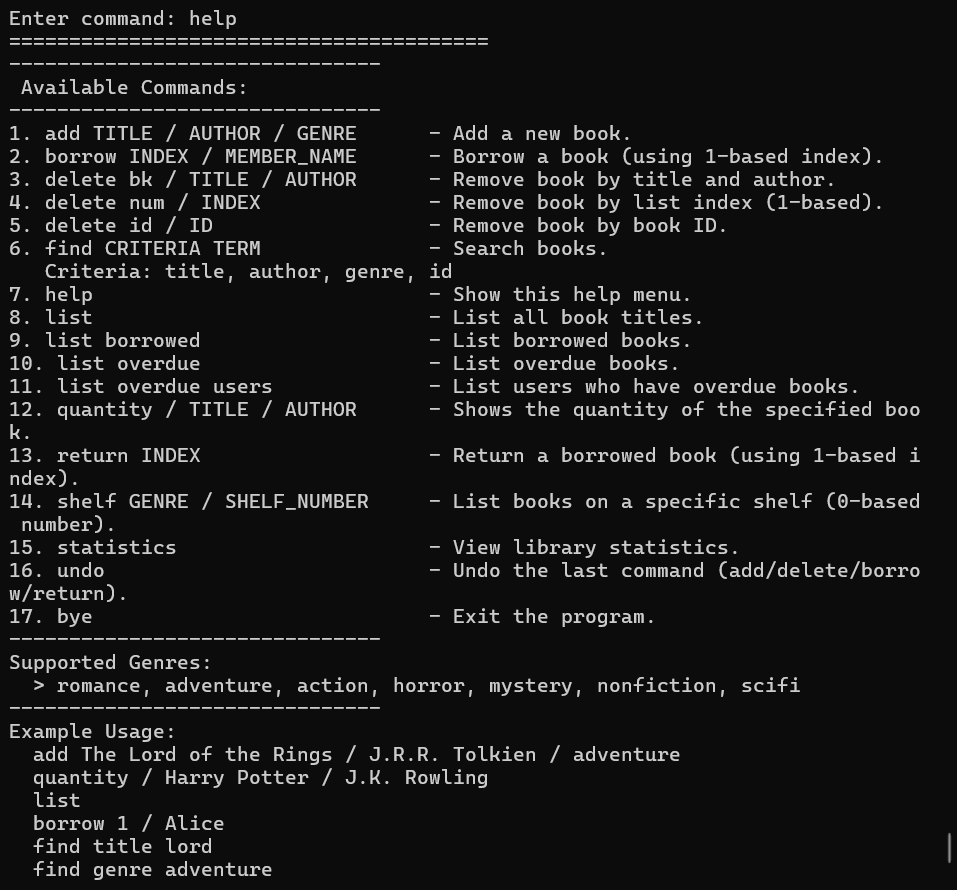 Enter command: help
========================================
-------------------------------
 Available Commands:
-------------------------------
1. add TITLE / AUTHOR / GENRE      - Add a new book.
2. borrow INDEX / MEMBER_NAME      - Borrow a book (using 1-based index).
3. delete bk / TITLE / AUTHOR      - Remove book by title and author.
4. delete num / INDEX              - Remove book by list index (1-based).
5. delete id / ID                  - Remove book by book ID.
6. find CRITERIA TERM              - Search books.
   Criteria: title, author, genre, id
7. help                            - Show this help menu.
8. list                            - List all book titles.
9. list borrowed                   - List borrowed books.
10. list overdue                   - List overdue books.
11. list overdue users             - List users who have overdue books.
12. quantity / TITLE / AUTHOR      - Shows the quantity of the specified boo
k.
13. return INDEX                   - Return a borrowed book (using 1-based i
ndex).
14. shelf GENRE / SHELF_NUMBER     - List books on a specific shelf (0-based
 number).
15. statistics                     - View library statistics.
16. undo                           - Undo the last command (add/delete/borro
w/return).
17. bye                            - Exit the program.
-------------------------------
Supported Genres:
  > romance, adventure, action, horror, mystery, nonfiction, scifi
-------------------------------
Example Usage:
  add The Lord of the Rings / J.R.R. Tolkien / adventure
  quantity / Harry Potter / J.K. Rowling
  list
  borrow 1 / Alice
  find title lord
  find genre adventure